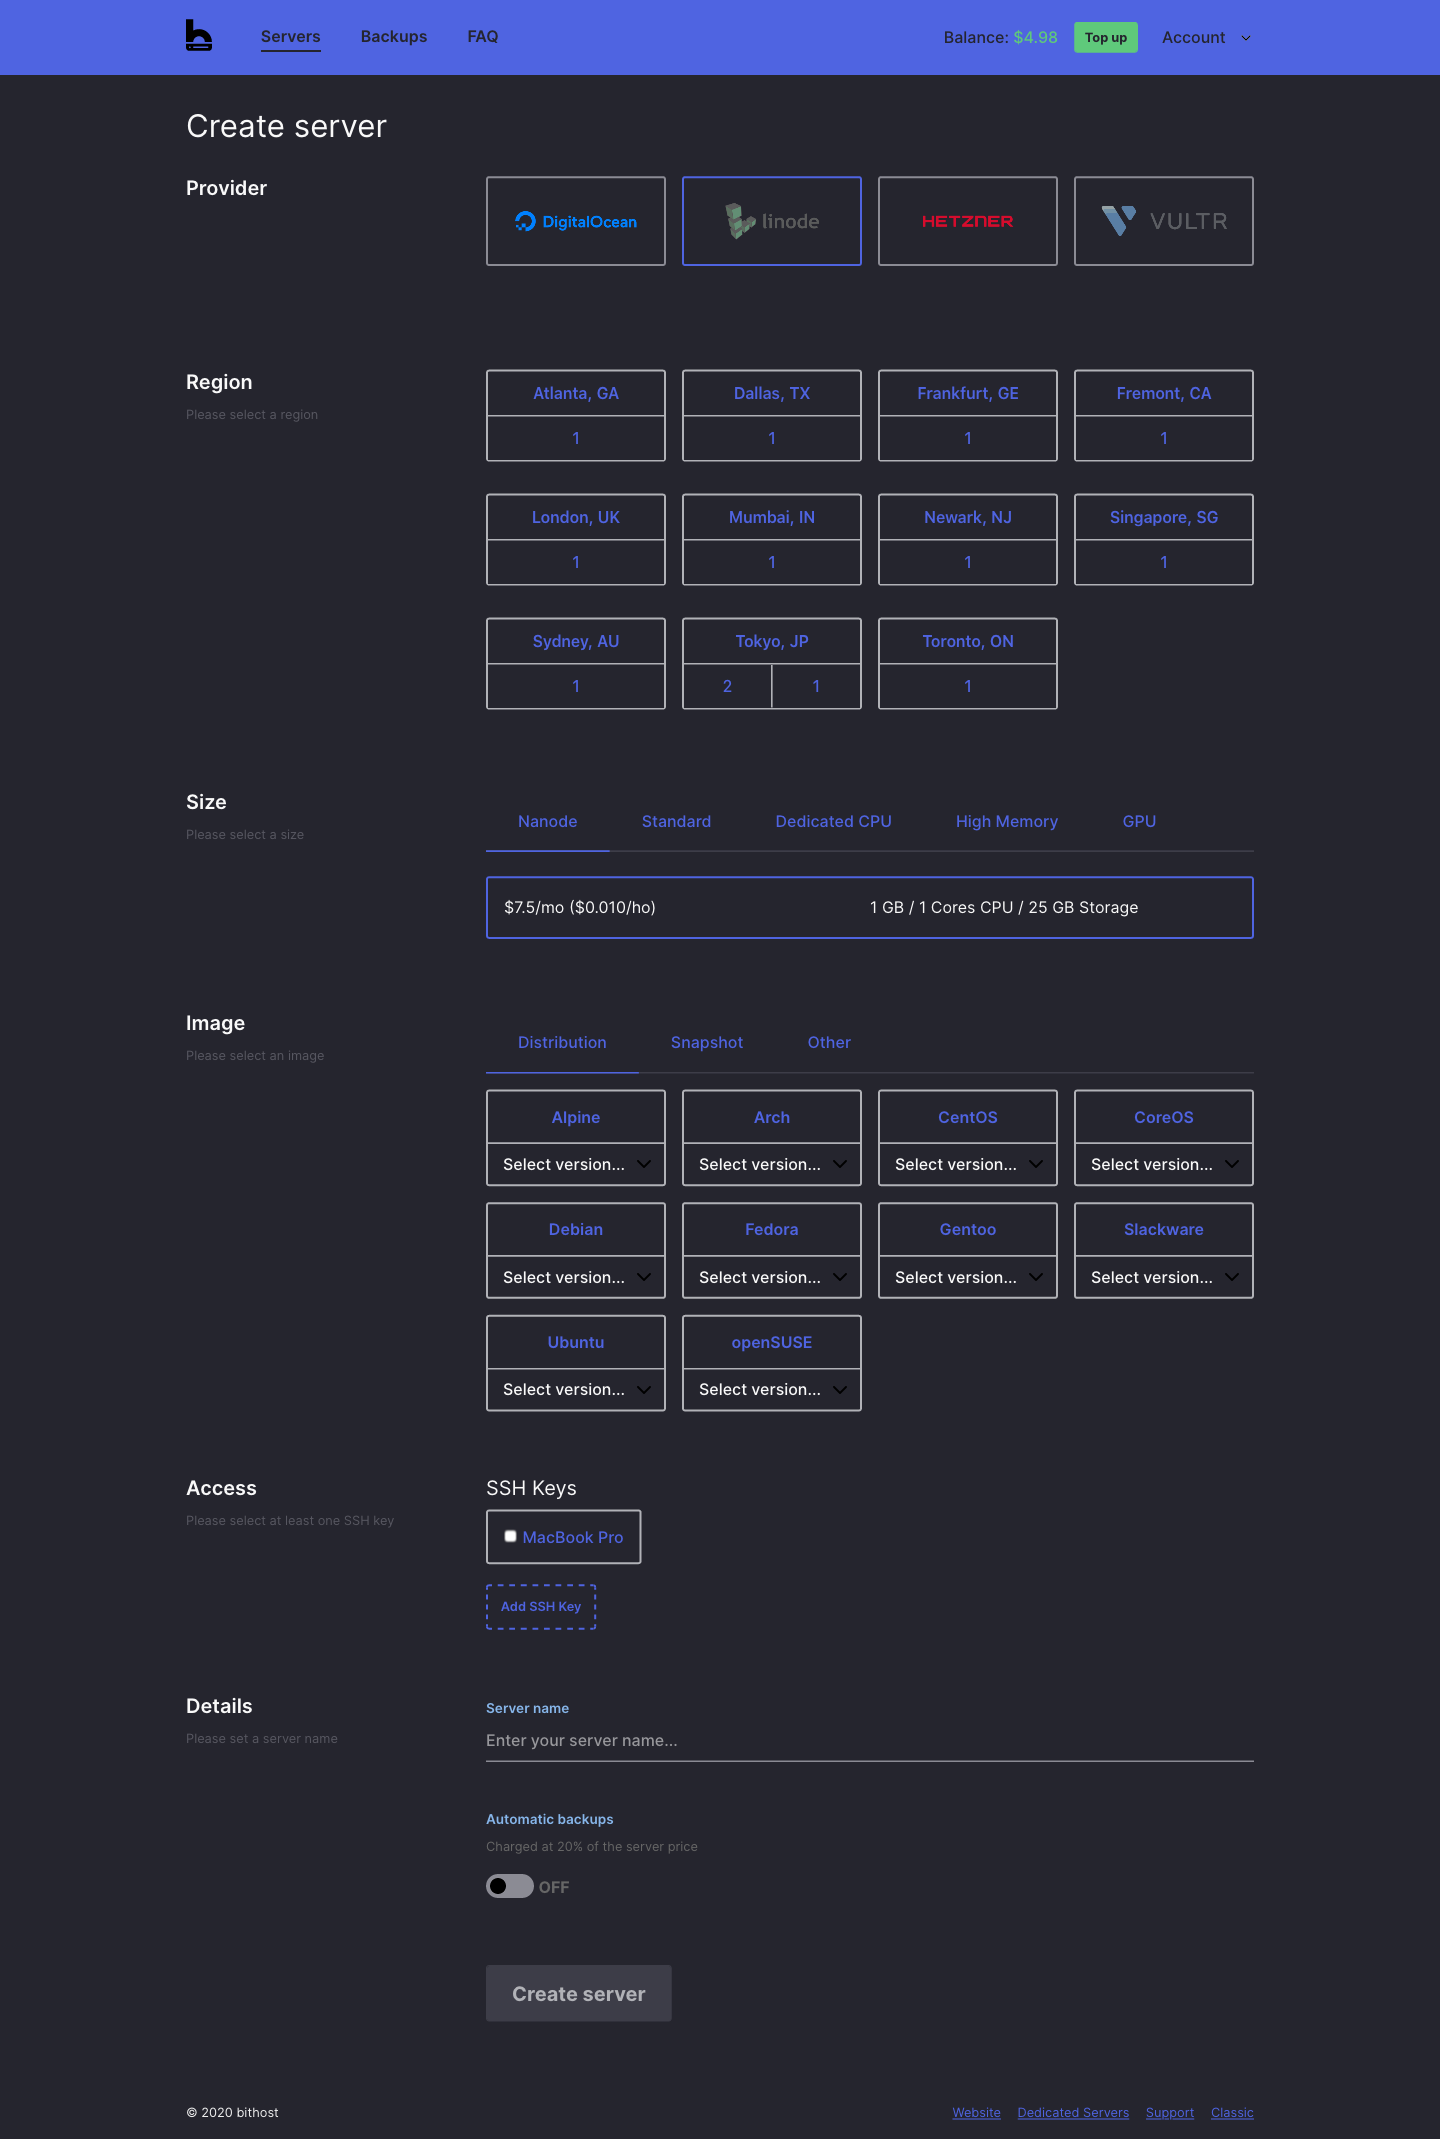 Servers Backups FAQ Balance: $4.98 Top up Account
Create server
Provider
DigitalOcean linode HETZNER VULTR
Region
Please select a region
Atlanta, GA Dallas, TX Frankfurt, GE Fremont, CA
1 1 1 1
London, UK Mumbai, IN Newark, NJ Singapore, SG
1 1 1 1
Sydney, AU Tokyo, JP Toronto, ON
1 2 1 1
Size
Please select a size
Nanode Standard Dedicated CPU High Memory GPU
$7.5/mo ($0.010/ho) 1 GB / 1 Cores CPU / 25 GB Storage
Image
Please select an image
Distribution Snapshot Other
Alpine Arch CentOS CoreOS
Select version... Select version... Select version... Select version...
Debian Fedora Gentoo Slackware
Select version... Select version... Select version... Select version...
Ubuntu openSUSE
Select version... Select version...
Access
Please select at least one SSH key
SSH Keys
MacBook Pro
Add SSH Key
Details
Please set a server name
Server name
Enter your server name...
Automatic backups
Charged at 20% of the server price
OFF
Create server
© 2020 bithost Website Dedicated Servers Support Classic